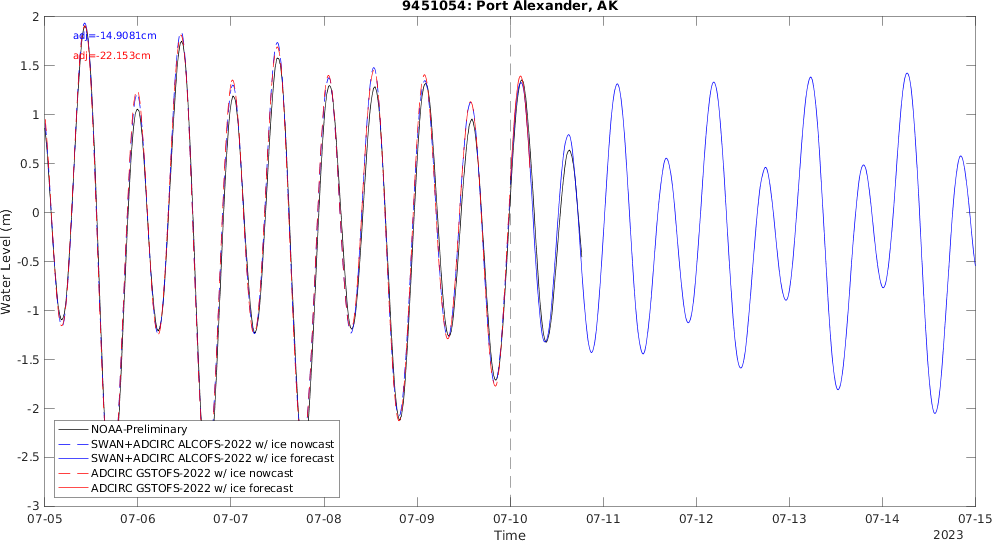 9451054: Port Alexander, AK
adj=-14.9081cm
adj=-22.153cm
Water Level (m)
2
1.5
1
0.5
0
-0.5
-1
-1.5
-2
-2.5
-3
NOAA-Preliminary
SWAN+ADCIRC ALCOFS-2022 w/ ice nowcast
SWAN+ADCIRC ALCOFS-2022 w/ ice forecast
ADCIRC GSTOFS-2022 w/ ice nowcast
ADCIRC GSTOFS-2022 w/ ice forecast
07-05 07-06 07-07 07-08 07-09 07-10 07-11 07-12 07-13 07-14 07-15
Time
2023